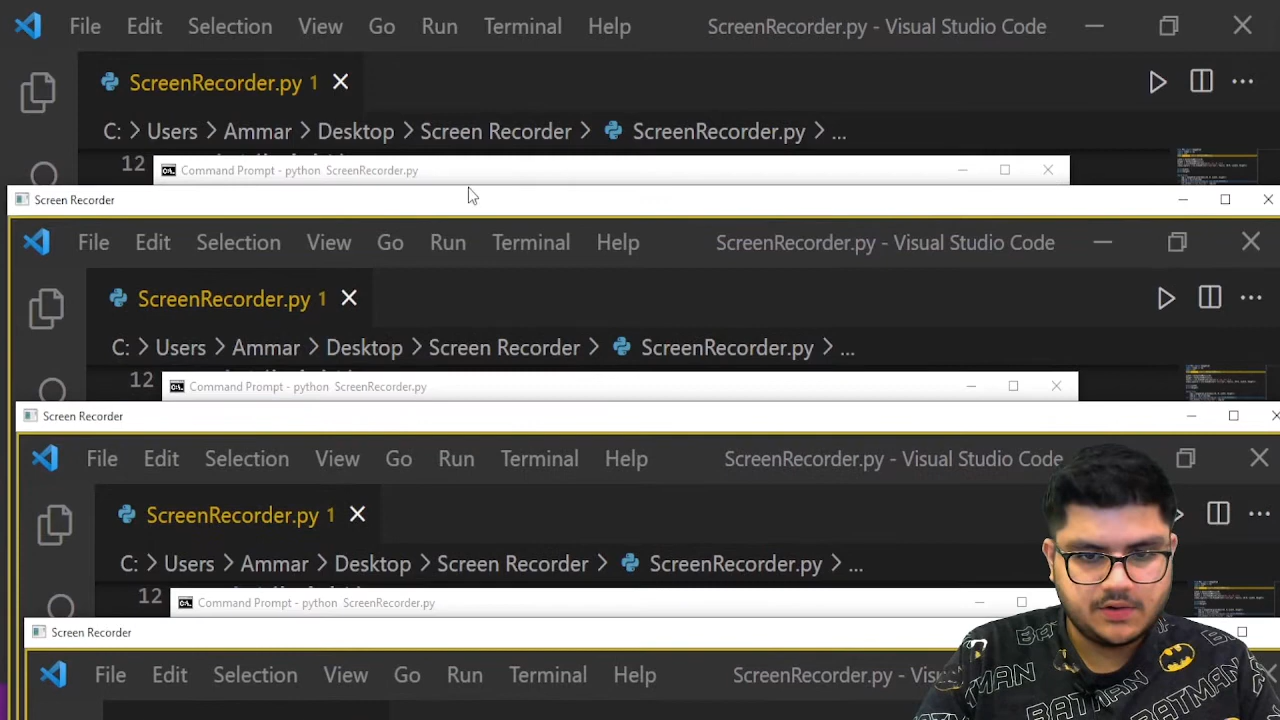 File Edit Selection View Go Run Terminal Help ScreenRecorder.py - Visual Studio Code
ScreenRecorder.py 1
C: > Users > Ammar > Desktop > Screen Recorder > ScreenRecorder.py > ...
12
Command Prompt - python ScreenRecorder.py
Screen Recorder
File Edit Selection View Go Run Terminal Help ScreenRecorder.py - Visual Studio Code
ScreenRecorder.py 1
C: > Users > Ammar > Desktop > Screen Recorder > ScreenRecorder.py > ...
12
Command Prompt - python ScreenRecorder.py
Screen Recorder
File Edit Selection View Go Run Terminal Help ScreenRecorder.py - Visual Studio Code
ScreenRecorder.py 1
C: > Users > Ammar > Desktop > Screen Recorder > ScreenRecorder.py > ...
12
Command Prompt - python ScreenRecorder.py
Screen Recorder
File Edit Selection View Go Run Terminal Help ScreenRecorder.py - Visual
BATMAN
BATMAN
BATMAN